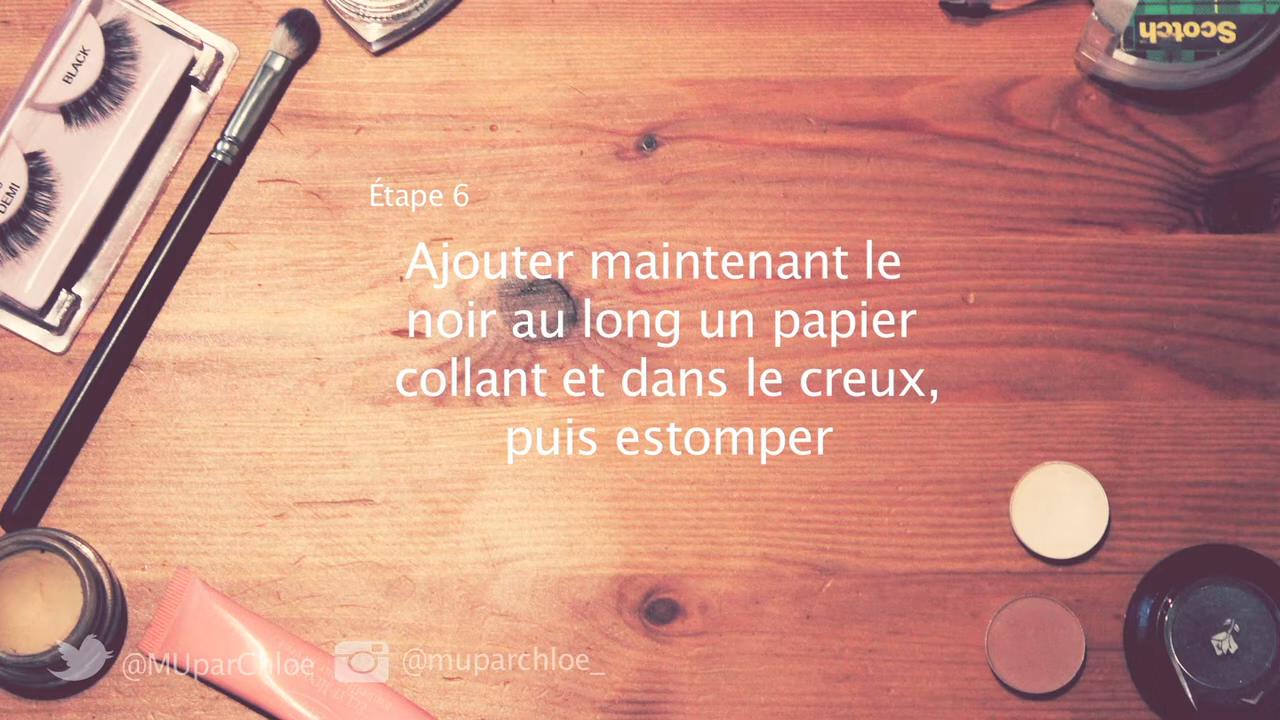 BLACK
DEMI
Scotch
Étape 6
Ajouter maintenant le
noir au long un papier
collant et dans le creux,
puis estomper
@MUparChloe
@muparchloe_